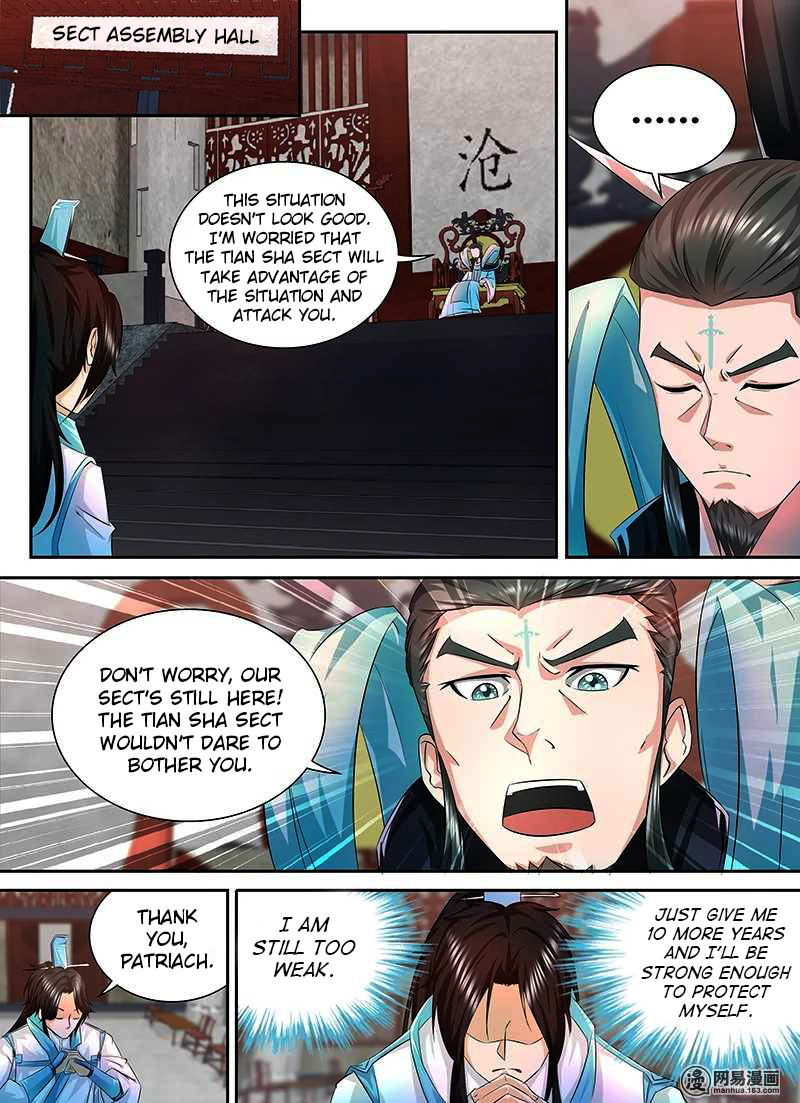 SECT ASSEMBLY HALL
沧
THIS SITUATION
DOESN'T LOOK GOOD.
I'M WORRIED THAT
THE TIAN SHA SECT WILL
TAKE ADVANTAGE OF
THE SITUATION AND
ATTACK YOU.
......
DON'T WORRY, OUR
SECT'S STILL HERE!
THE TIAN SHA SECT
WOULDN'T DARE TO
BOTHER YOU.
THANK
YOU,
PATRIACH.
I AM
STILL TOO
WEAK.
JUST GIVE ME
10 MORE YEARS
AND I'LL BE
STRONG ENOUGH
TO PROTECT
MYSELF.
漫 网易漫画
manhua.163.com